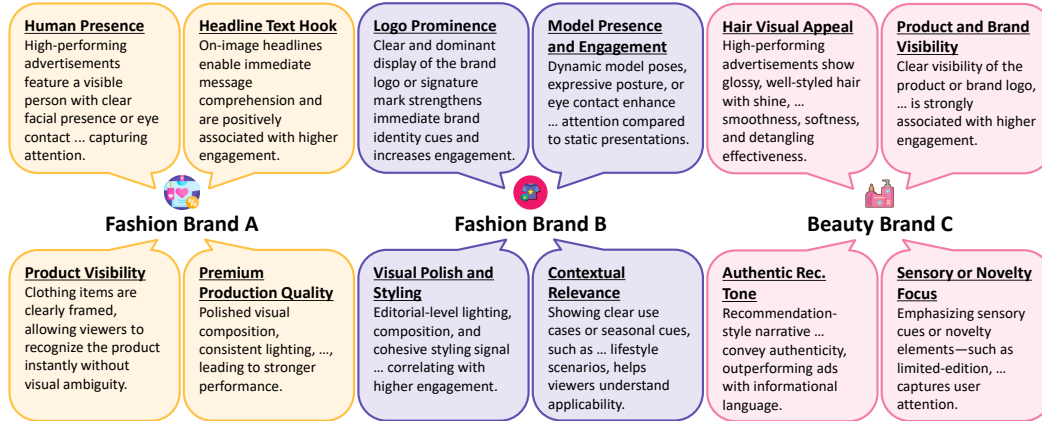 Human Presence
High-performing
advertisements
feature a visible
person with clear
facial presence or eye
contact ... capturing
attention.
Headline Text Hook
On-image headlines
enable immediate
message
comprehension and
are positively
associated with higher
engagement.
Logo Prominence
Clear and dominant
display of the brand
logo or signature
mark strengthens
immediate brand
identity cues and
increases engagement.
Model Presence
and Engagement
Dynamic model poses,
expressive posture, or
eye contact enhance
... attention compared
to static presentations.
Hair Visual Appeal
High-performing
advertisements show
glossy, well-styled hair
with shine, ...
smoothness, softness,
and detangling
effectiveness.
Product and Brand
Visibility
Clear visibility of the
product or brand logo,
... is strongly
associated with higher
engagement.
Fashion Brand A
Fashion Brand B
Beauty Brand C
Product Visibility
Clothing items are
clearly framed,
allowing viewers to
recognize the product
instantly without
visual ambiguity.
Premium
Production Quality
Polished visual
composition,
consistent lighting, ...,
leading to stronger
performance.
Visual Polish and
Styling
Editorial-level lighting,
composition, and
cohesive styling signal
... correlating with
higher engagement.
Contextual
Relevance
Showing clear use
cases or seasonal cues,
such as ... lifestyle
scenarios, helps
viewers understand
applicability.
Authentic Rec.
Tone
Recommendation-
style narrative ...
convey authenticity,
outperforming ads
with informational
language.
Sensory or Novelty
Focus
Emphasizing sensory
cues or novelty
elements—such as
limited-edition, ...
captures user
attention.